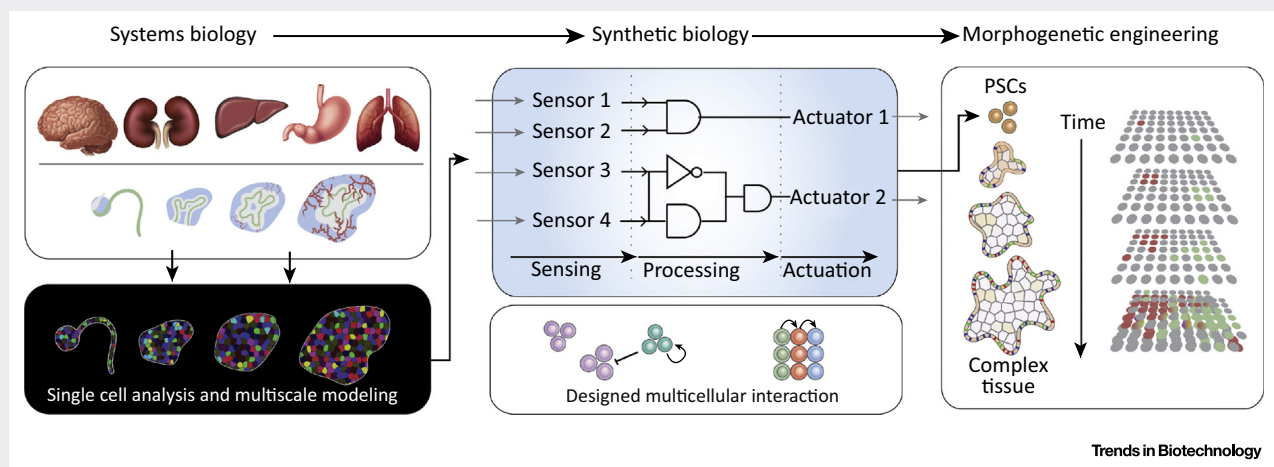 Systems biology
Synthetic biology
Morphogenetic engineering
Sensor 1
Sensor 2
Sensor 3
Sensor 4
Actuator 1
Actuator 2
Sensing
Processing
Actuation
PSCs
Time
Complex
tissue
Single cell analysis and multiscale modeling
Designed multicellular interaction
Trends in Biotechnology